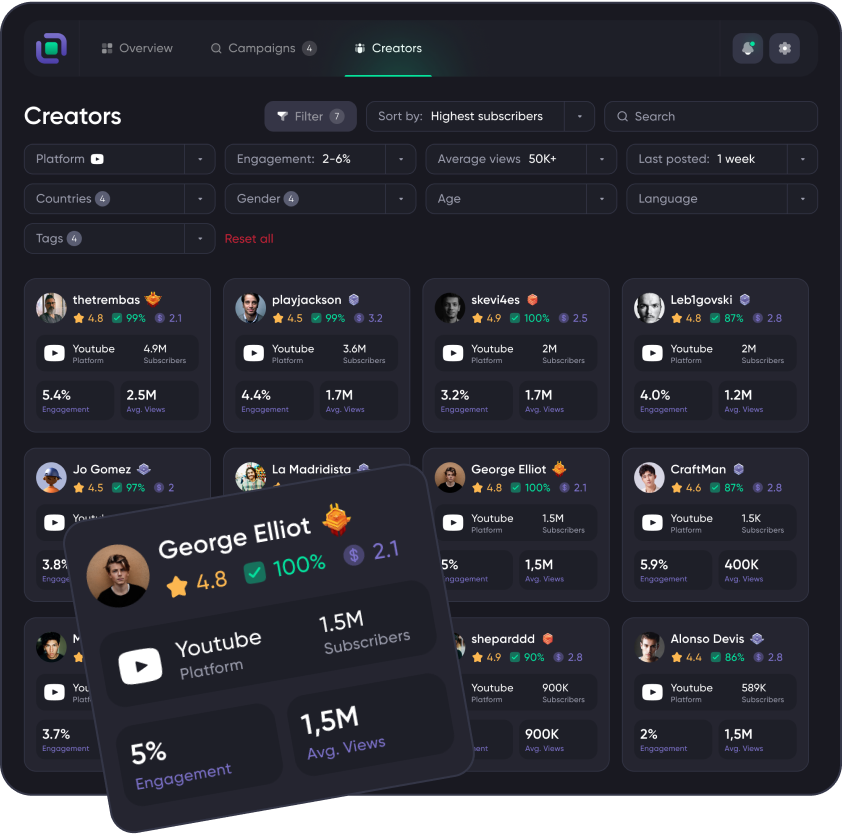 Overview
Campaigns 4
Creators
Creators
Filter 7
Sort by: Highest subscribers
Search
Platform
Engagement: 2-6%
Average views 50K+
Last posted: 1 week
Countries 4
Gender 4
Age
Language
Tags 4
Reset all
thetrembas
4.8 99% $ 2.1
Youtube 4.9M
Platform Subscribers
5.4% 2.5M
Engagement Avg. Views
playjackson
4.5 99% $ 3.2
Youtube 3.6M
Platform Subscribers
4.4% 1.7M
Engagement Avg. Views
skevi4es
4.9 100% $ 2.5
Youtube 2M
Platform Subscribers
3.2% 1.7M
Engagement Avg. Views
Leb1govski
4.8 87% $ 2.8
Youtube 2M
Platform Subscribers
4.0% 1.2M
Engagement Avg. Views
Jo Gomez
4.5 97% $ 2
3.8%
La Madridista
George Elliot
4.8 100% $ 2.1
Youtube 1.5M
Platform Subscribers
5% 1,5M
Avg. Views
CraftMan
4.6 87% $ 2.8
Youtube 1.5K
Platform Subscribers
5.9% 400K
Engagement Avg. Views
3.7%
Engagement
sheparddd
4.9 90% $ 2.8
Youtube 900K
Platform Subscribers
900K
Avg. Views
Alonso Devis
4.4 86% $ 2.8
Youtube 589K
Platform Subscribers
2% 1,5M
Engagement Avg. Views
George Elliot
4.8 100% $ 2.1
Youtube 1.5M
Platform Subscribers
5% 1,5M
Engagement Avg. Views